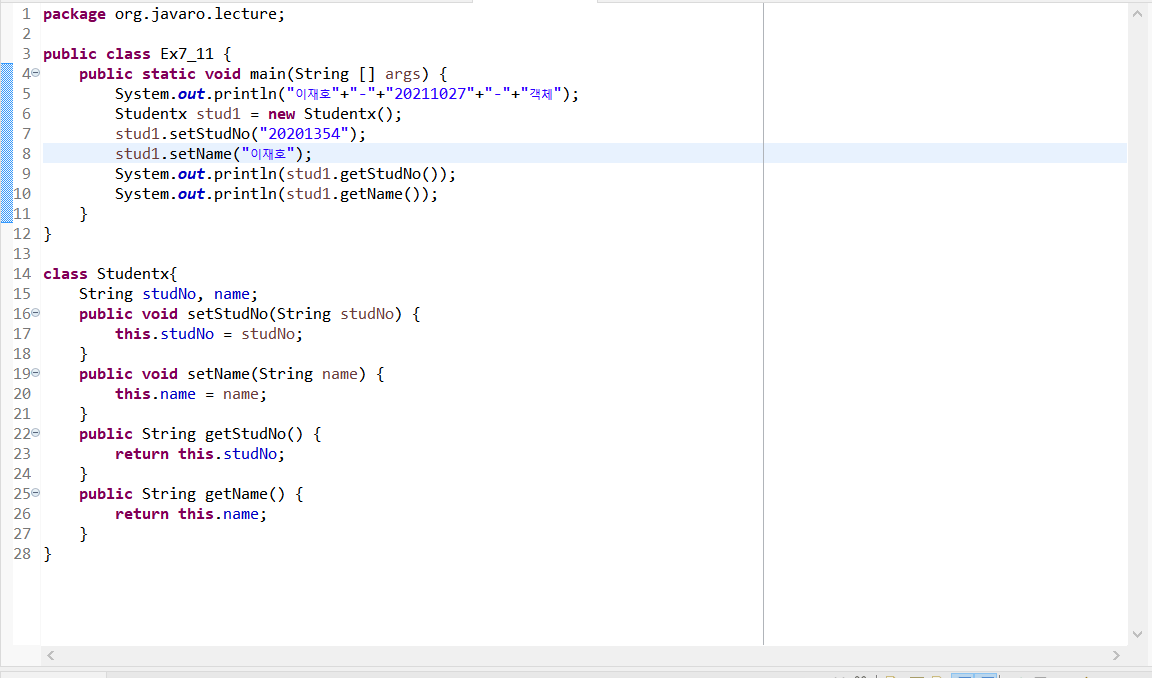 1 package org.javaro.lecture;
2
3 public class Ex7_11 {
4 public static void main(String [] args) {
5 System.out.println("이재호"+"-"+"20211027"+"-"+"객체");
6 Studentx stud1 = new Studentx();
7 stud1.setStudNo("20201354");
8 stud1.setName("이재호");
9 System.out.println(stud1.getStudNo());
10 System.out.println(stud1.getName());
11 }
12 }
13
14 class Studentx{
15 String studNo, name;
16 public void setStudNo(String studNo) {
17 this.studNo = studNo;
18 }
19 public void setName(String name) {
20 this.name = name;
21 }
22 public String getStudNo() {
23 return this.studNo;
24 }
25 public String getName() {
26 return this.name;
27 }
28 }